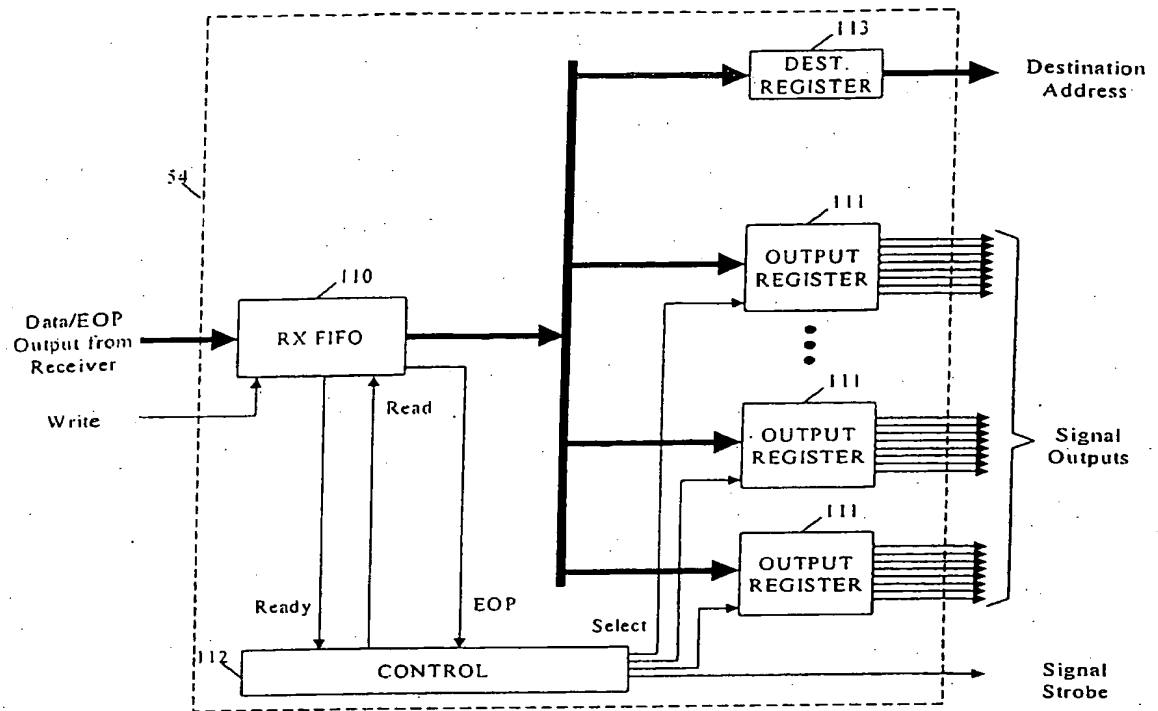 113
DEST.
REGISTER
Destination
Address
54
111
OUTPUT
REGISTER
110
Data/EOP
Output from
Receiver
RX FIFO
Write
Read
111
OUTPUT
REGISTER
Signal
Outputs
111
OUTPUT
REGISTER
Ready
EOP
Select
112
CONTROL
Signal
Strobe